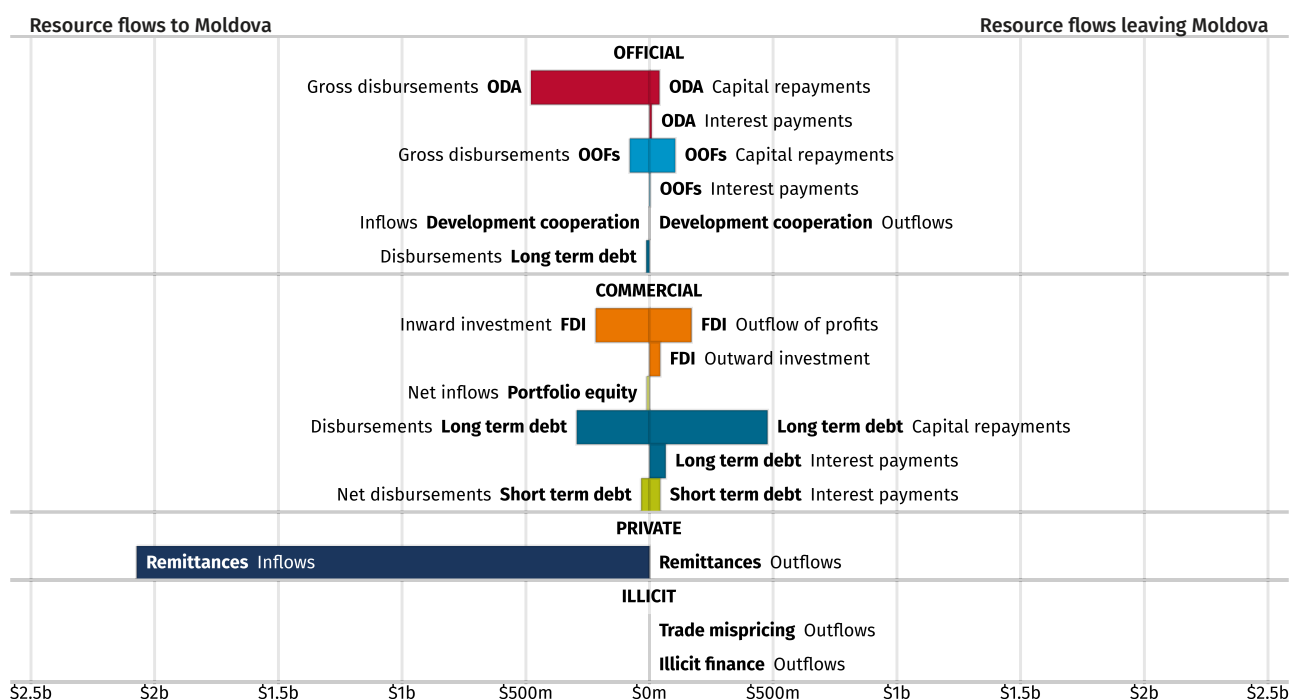 Resource flows to Moldova Resource flows leaving Moldova
OFFICIAL
Gross disbursements ODA ODA Capital repayments
ODA Interest payments
Gross disbursements OOFs OOFs Capital repayments
OOFs Interest payments
Inflows Development cooperation Development cooperation Outflows
Disbursements Long term debt
COMMERCIAL
Inward investment FDI FDI Outflow of profits
FDI Outward investment
Net inflows Portfolio equity
Disbursements Long term debt Long term debt Capital repayments
Long term debt Interest payments
Net disbursements Short term debt Short term debt Interest payments
PRIVATE
Remittances Inflows Remittances Outflows
ILLICIT
Trade mispricing Outflows
Illicit finance Outflows
$2.5b $2b $1.5b $1b $500m $0m $500m $1b $1.5b $2b $2.5b